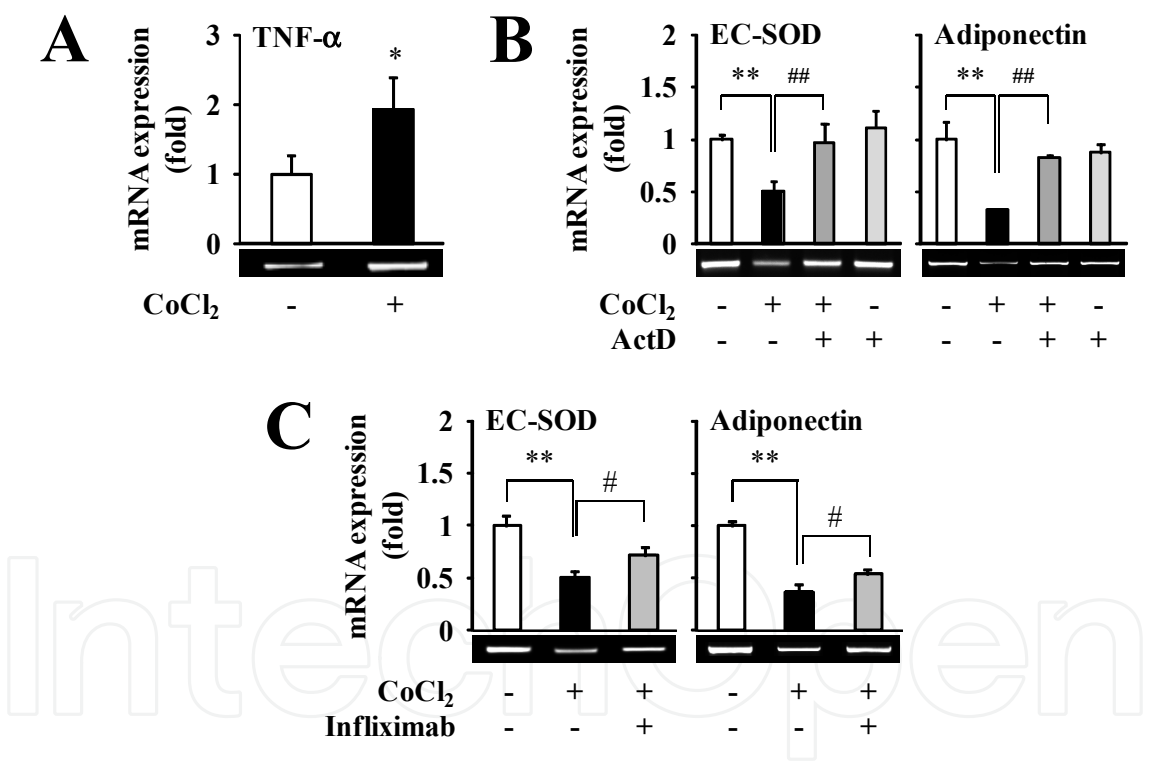 A
mRNA expression
(fold)
3
2
1
0
TNF-α
*
CoCl₂ - +
B
mRNA expression
(fold)
2
1.5
1
0.5
0
EC-SOD
** ##
Adiponectin
** ##
CoCl₂ - + + - - + + -
ActD - - + + - - + +
C
mRNA expression
(fold)
2
1.5
1
0.5
0
EC-SOD
** #
Adiponectin
** #
CoCl₂ - + + - + +
Infliximab - - + - - +
IntechOpen